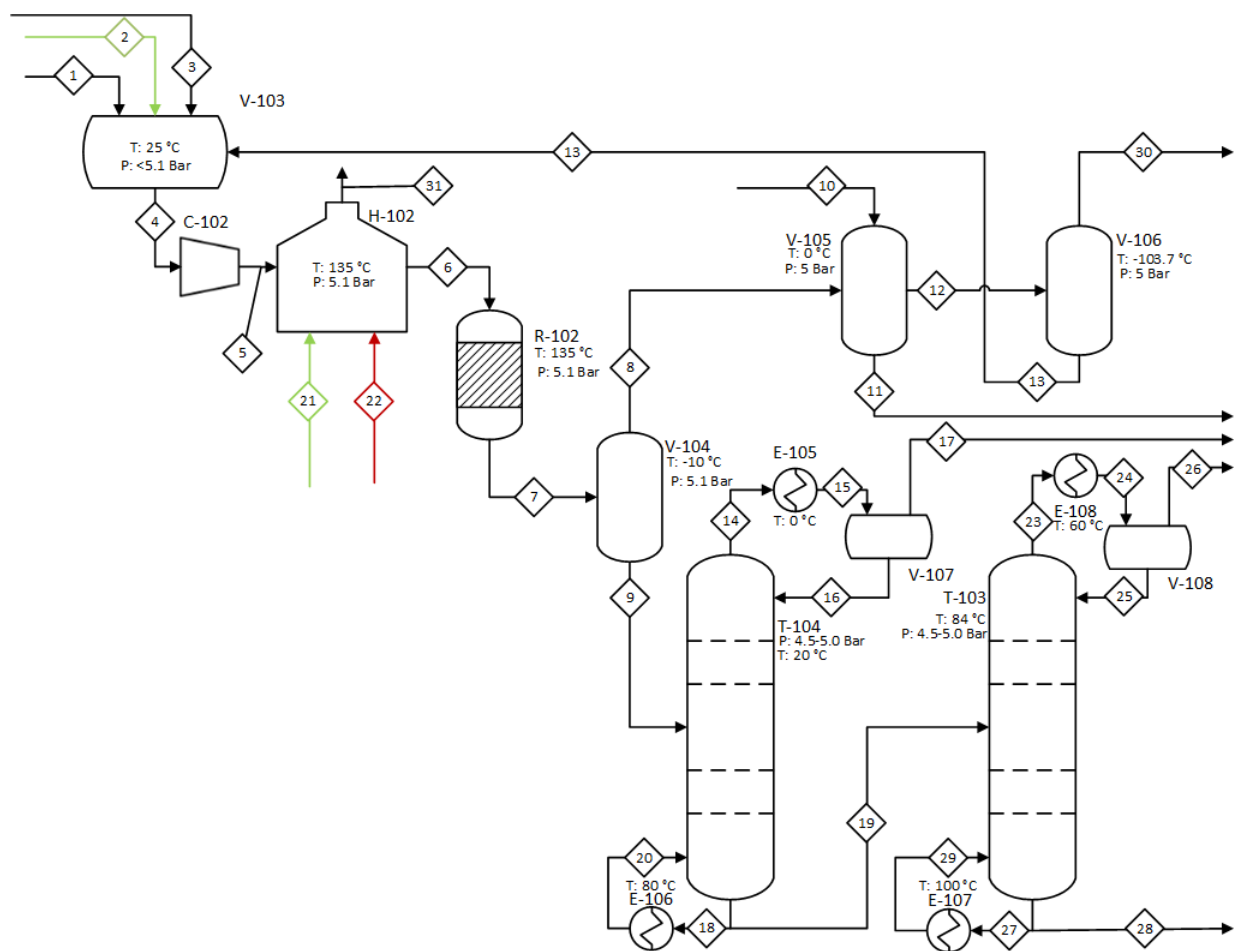 2
1
3
V-103
T: 25 °C
P: <5.1 Bar
13
30
10
4
C-102
31
H-102
T: 135 °C
P: 5.1 Bar
6
5
21
22
R-102
T: 135 °C
P: 5.1 Bar
V-105
T: 0 °C
P: 5 Bar
12
V-106
T: -103.7 °C
P: 5 Bar
8
11
13
7
V-104
T: -10 °C
P: 5.1 Bar
E-105
T: 0 °C
15
17
14
V-107
16
E-108
T: 60 °C
24
26
23
V-108
25
9
T-104
P: 4.5-5.0 Bar
T: 20 °C
T-103
T: 84 °C
P: 4.5-5.0 Bar
19
20
T: 80 °C
E-106
18
29
T: 100 °C
E-107
27
28